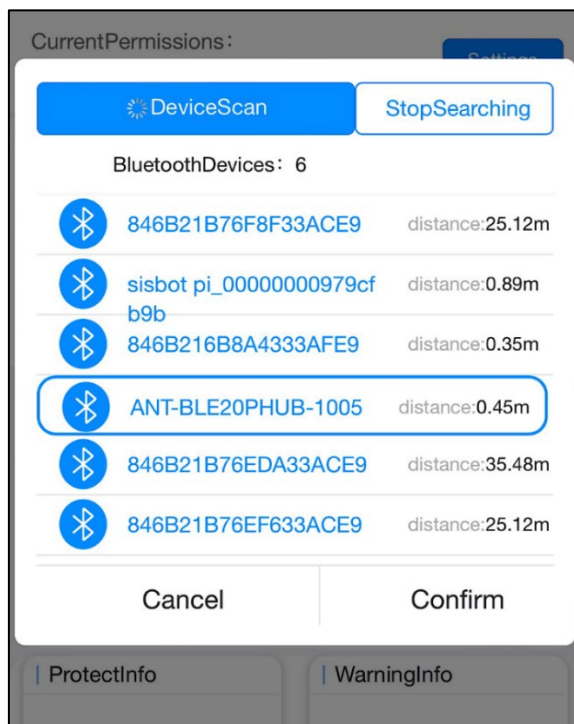 CurrentPermissions:
Settings
DeviceScan
StopSearching
BluetoothDevices: 6
846B21B76F8F33ACE9 distance:25.12m
sisbot pi_00000000979cf distance:0.89m
b9b
846B216B8A4333AFE9 distance:0.35m
ANT-BLE20PHUB-1005 distance:0.45m
846B21B76EDA33ACE9 distance:35.48m
846B21B76EF633ACE9 distance:25.12m
Cancel
Confirm
ProtectInfo
WarningInfo